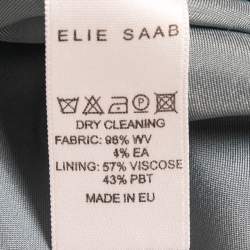 ELIE SAAB
DRY CLEANING
FABRIC: 96% WV
4% EA
LINING: 57% VISCOSE
43% PBT
MADE IN EU